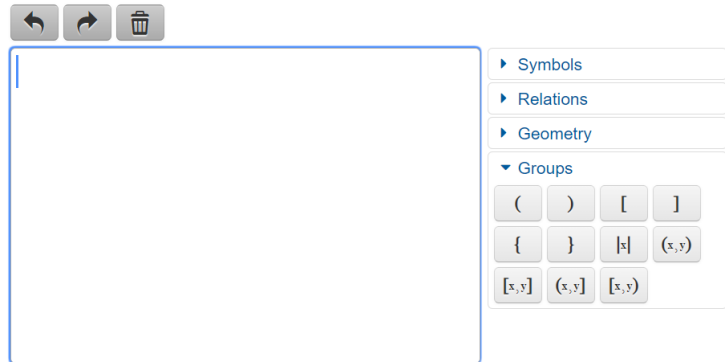 Symbols
Relations
Geometry
Groups
( ) [ ]
{ } |x| (x,y)
[x,y] (x,y] [x,y)